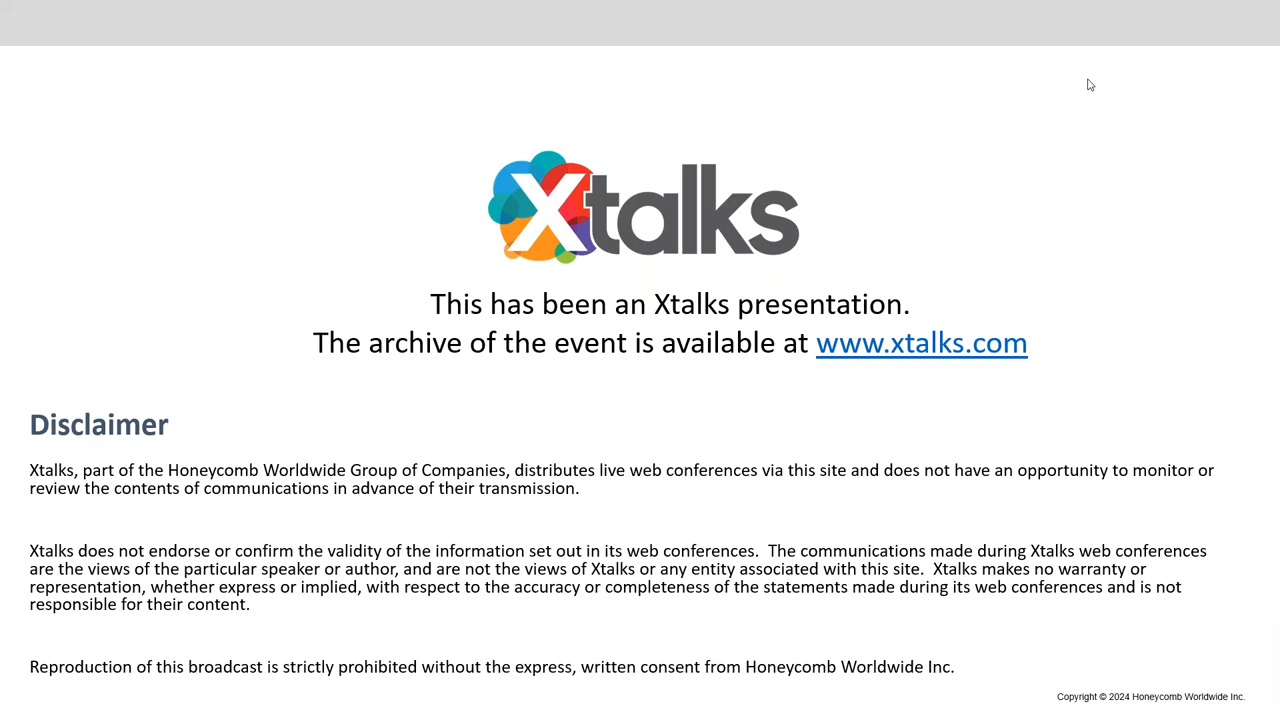 Xtalks
This has been an Xtalks presentation.
The archive of the event is available at www.xtalks.com
Disclaimer
Xtalks, part of the Honeycomb Worldwide Group of Companies, distributes live web conferences via this site and does not have an opportunity to monitor or
review the contents of communications in advance of their transmission.
Xtalks does not endorse or confirm the validity of the information set out in its web conferences.  The communications made during Xtalks web conferences
are the views of the particular speaker or author, and are not the views of Xtalks or any entity associated with this site.  Xtalks makes no warranty or
representation, whether express or implied, with respect to the accuracy or completeness of the statements made during its web conferences and is not
responsible for their content.
Reproduction of this broadcast is strictly prohibited without the express, written consent from Honeycomb Worldwide Inc.
Copyright © 2024 Honeycomb Worldwide Inc.